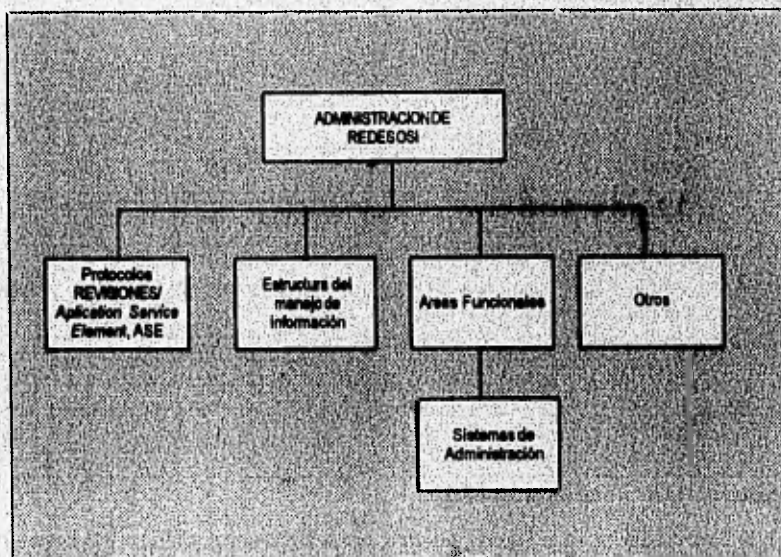 ADMINISTRACION DE
REDES OSI
Protocolos
REVISIONES/
Aplication Service
Element, ASE
Estructura del
manejo de
información
Areas Funcionales
Otros
Sistemas de
Administración